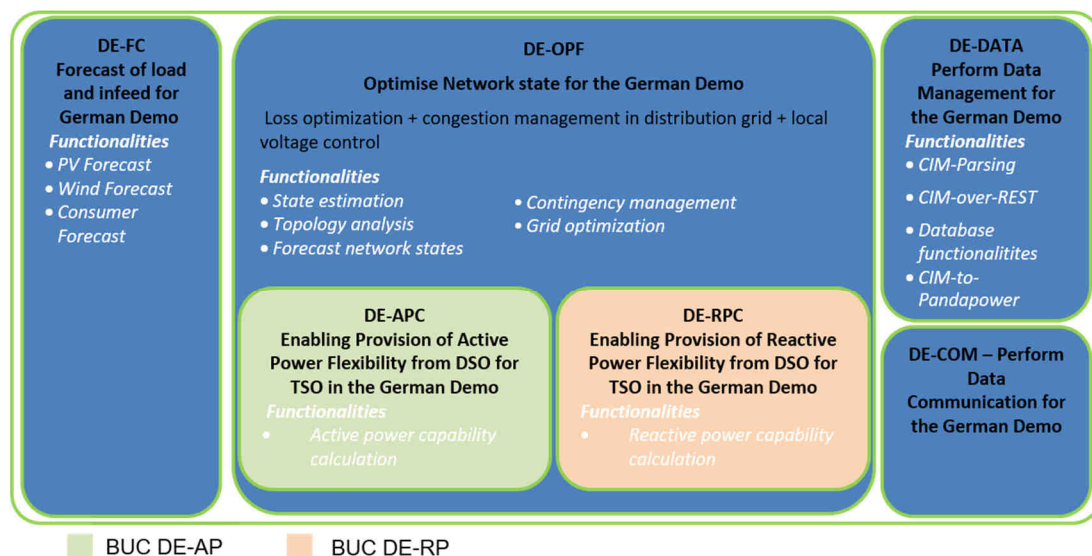 DE-FC
Forecast of load
and infeed for
German Demo
Functionalities
• PV Forecast
• Wind Forecast
• Consumer
Forecast
DE-OPF
Optimise Network state for the German Demo
Loss optimization + congestion management in distribution grid + local
voltage control
Functionalities
• State estimation
• Topology analysis
• Forecast network states
• Contingency management
• Grid optimization
DE-APC
Enabling Provision of Active
Power Flexibility from DSO for
TSO in the German Demo
Functionalities
• Active power capability
calculation
DE-RPC
Enabling Provision of Reactive
Power Flexibility from DSO for
TSO in the German Demo
Functionalities
• Reactive power capability
calculation
DE-DATA
Perform Data
Management for
the German Demo
Functionalities
• CIM-Parsing
• CIM-over-REST
• Database
functionalitites
• CIM-to-
Pandapower
DE-COM – Perform
Data
Communication for
the German Demo
BUC DE-AP
BUC DE-RP